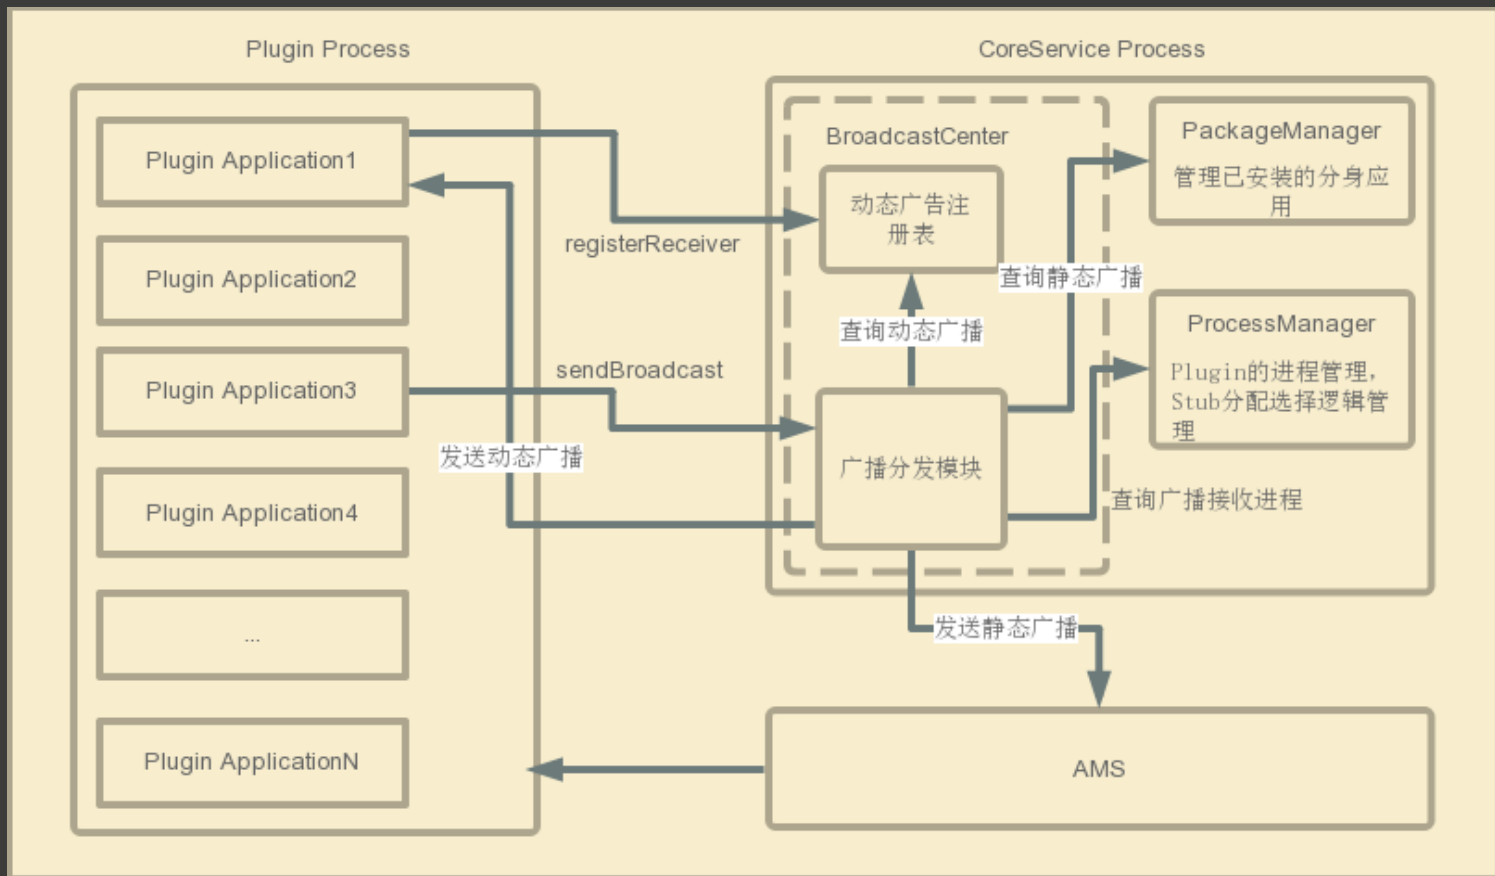 Plugin Process
CoreService Process
Plugin Application1
Plugin Application2
Plugin Application3
Plugin Application4
...
Plugin ApplicationN
registerReceiver
sendBroadcast
发送动态广播
BroadcastCenter
动态广告注
册表
查询动态广播
广播分发模块
查询静态广播
PackageManager
管理已安装的分身应
用
ProcessManager
Plugin的进程管理，
Stub分配选择逻辑管
理
查询广播接收进程
发送静态广播
AMS